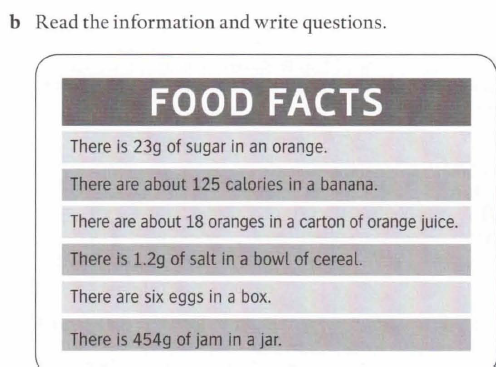 b Read the information and write questions.
FOOD FACTS
There is 23g of sugar in an orange.
There are about 125 calories in a banana.
There are about 18 oranges in a carton of orange juice.
There is 1.2g of salt in a bowl of cereal.
There are six eggs in a box.
There is 454g of jam in a jar.